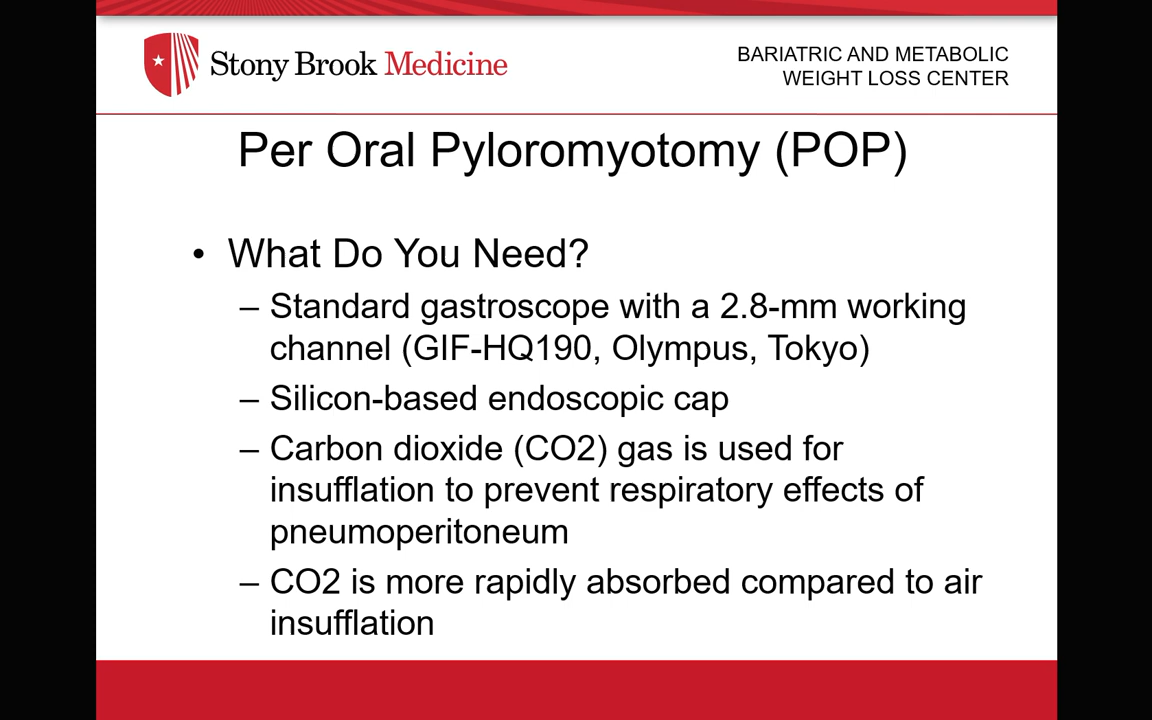 Stony Brook Medicine
BARIATRIC AND METABOLIC
WEIGHT LOSS CENTER
Per Oral Pyloromyotomy (POP)
• What Do You Need?
– Standard gastroscope with a 2.8-mm working
channel (GIF-HQ190, Olympus, Tokyo)
– Silicon-based endoscopic cap
– Carbon dioxide (CO2) gas is used for
insufflation to prevent respiratory effects of
pneumoperitoneum
– CO2 is more rapidly absorbed compared to air
insufflation